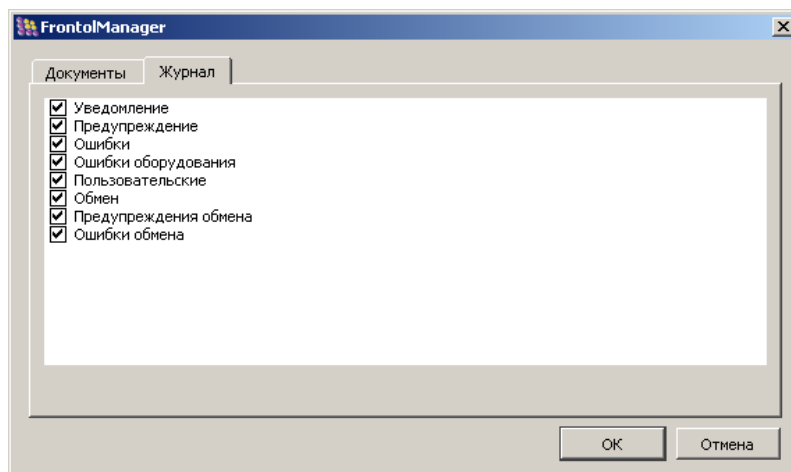 FrontolManager
Документы Журнал
Уведомление
Предупреждение
Ошибки
Ошибки оборудования
Пользовательские
Обмен
Предупреждения обмена
Ошибки обмена
OK Отмена